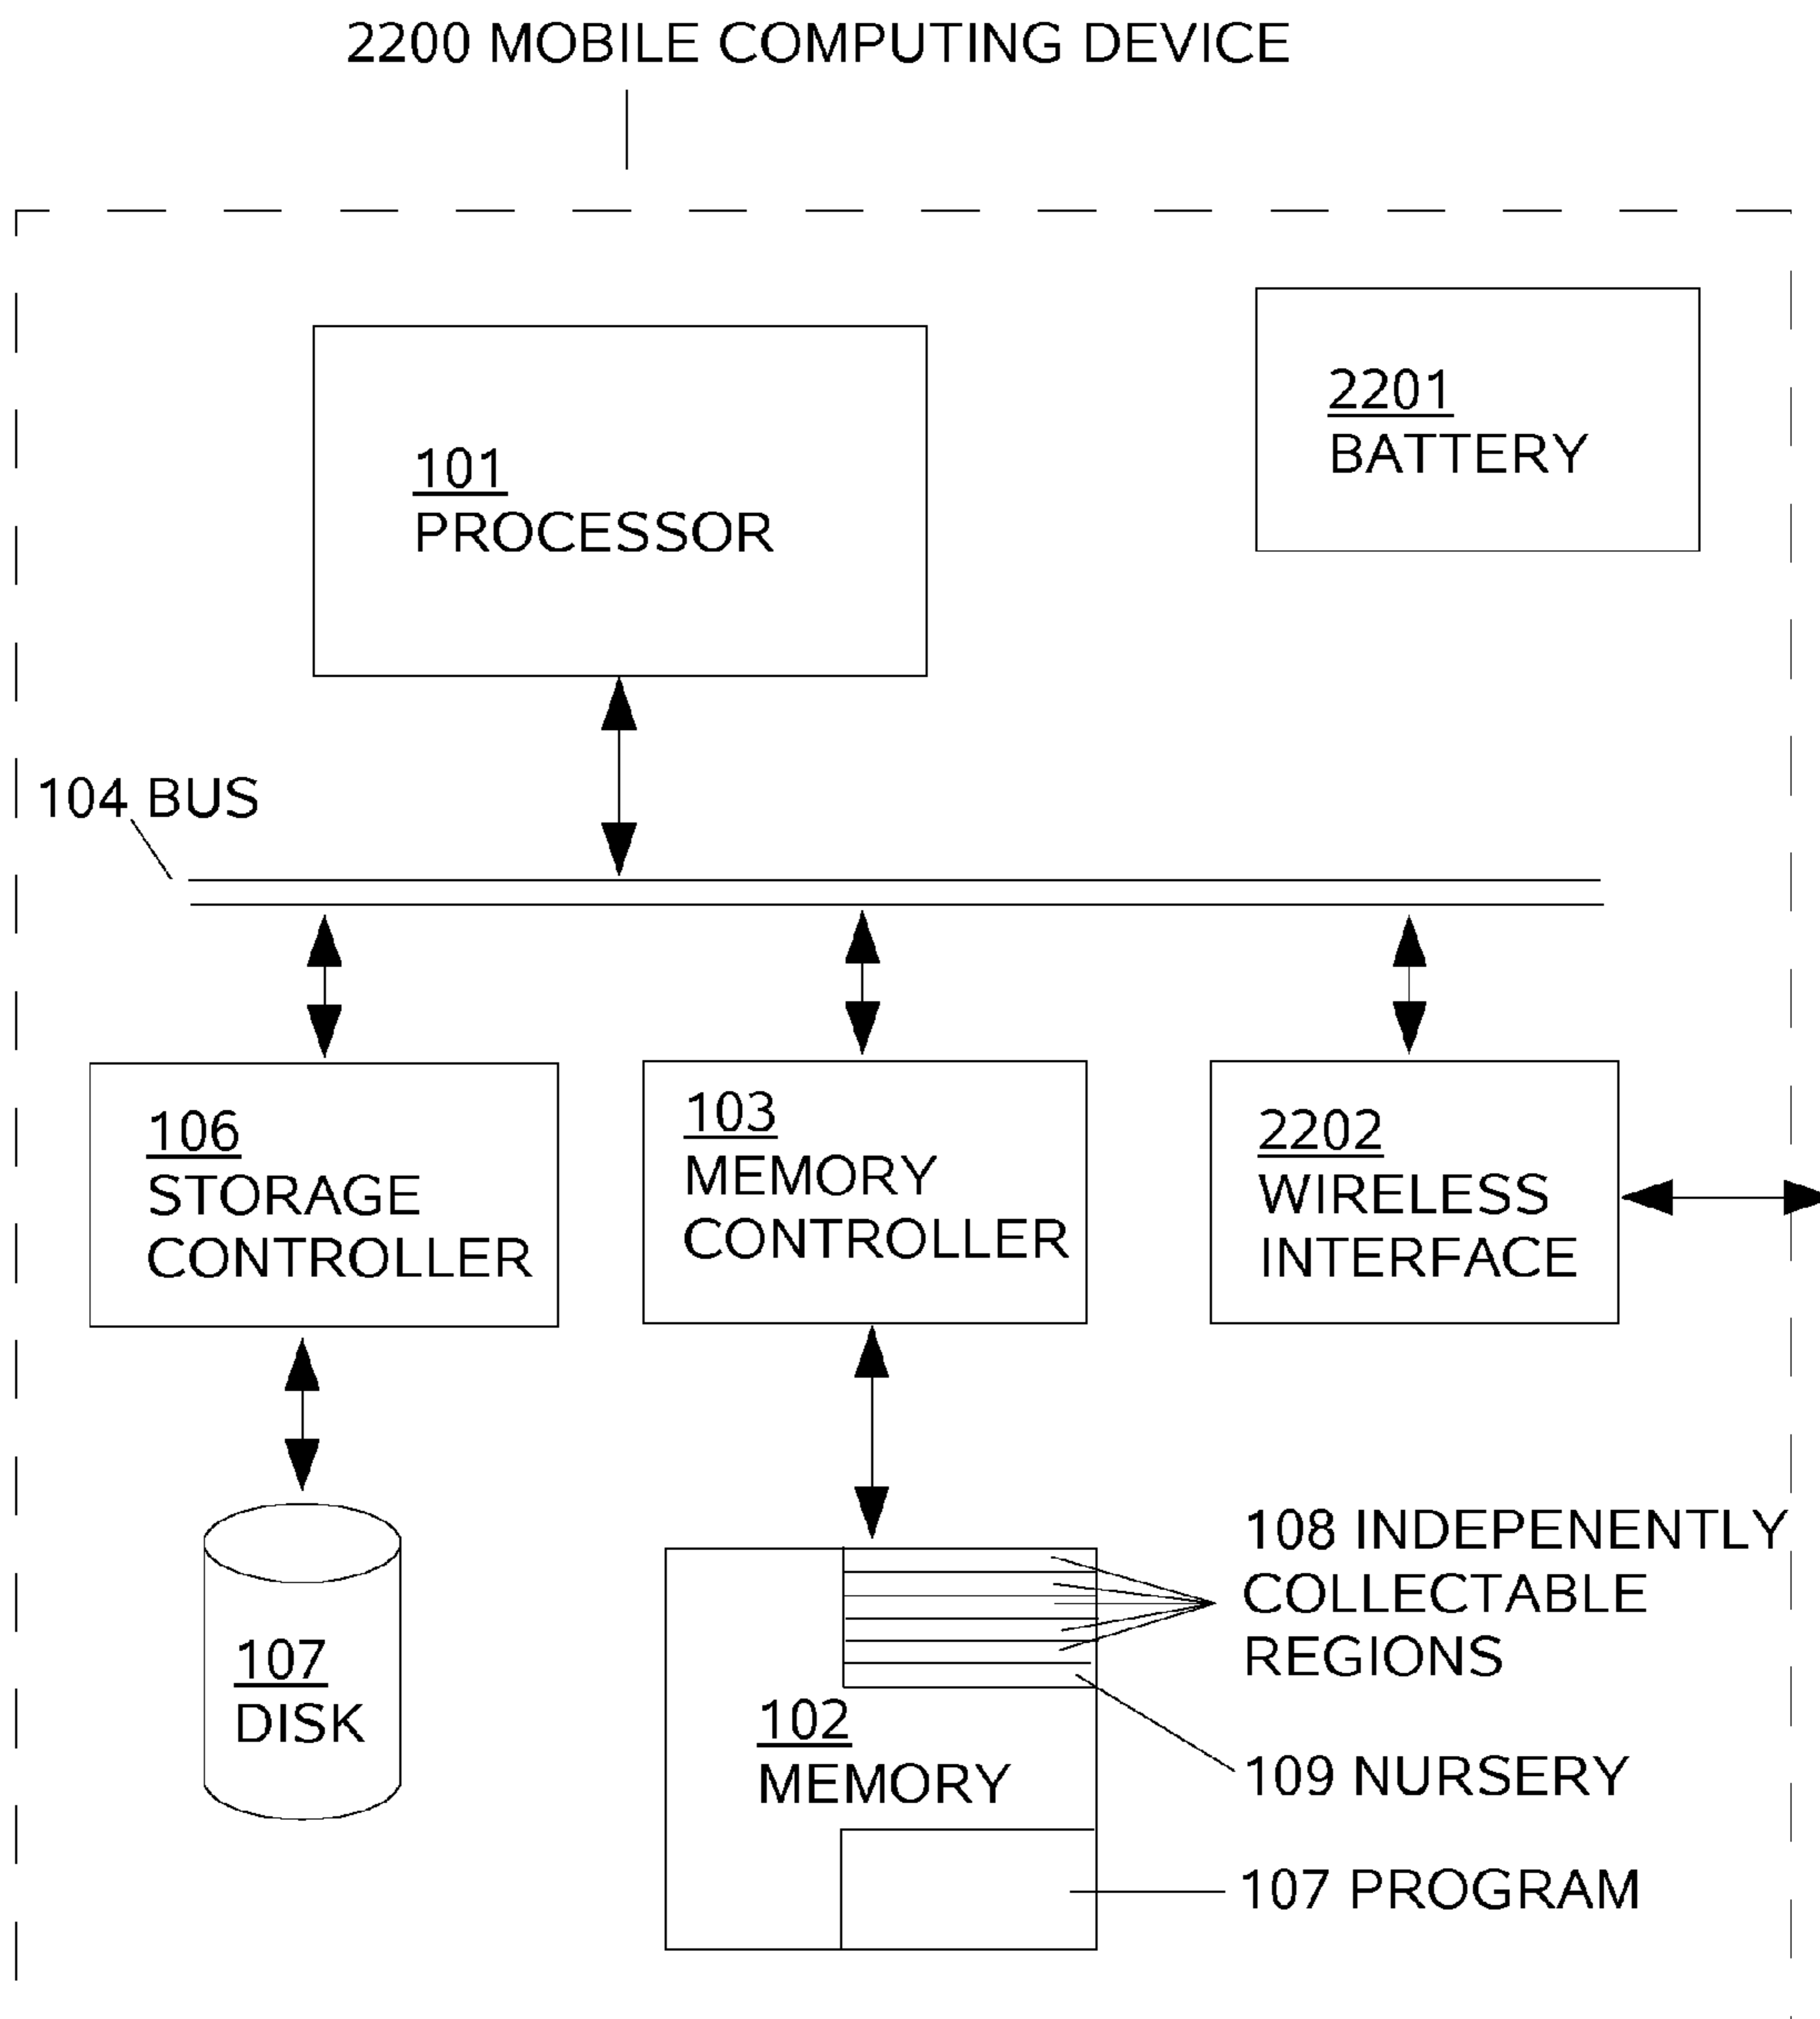 2200 MOBILE COMPUTING DEVICE
2201
BATTERY
101
PROCESSOR
104 BUS
106
STORAGE
CONTROLLER
103
MEMORY
CONTROLLER
2202
WIRELESS
INTERFACE
107
DISK
102
MEMORY
108 INDEPENENTLY
COLLECTABLE
REGIONS
109 NURSERY
107 PROGRAM